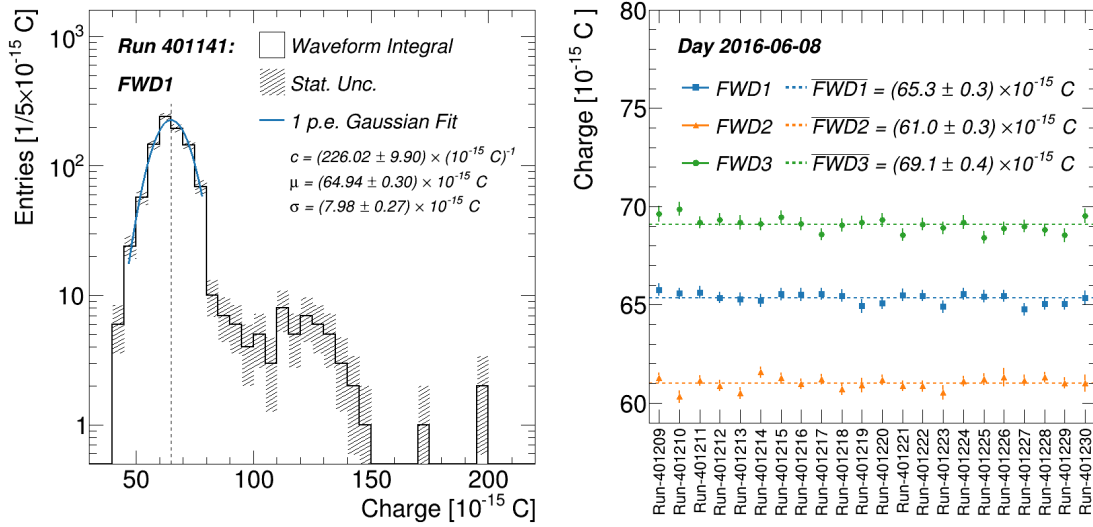 Run 401141:
FWD1
Waveform Integral
Stat. Unc.
1 p.e. Gaussian Fit
c = (226.02 ± 9.90) × (10⁻¹⁵ C)⁻¹
μ = (64.94 ± 0.30) × 10⁻¹⁵ C
σ = (7.98 ± 0.27) × 10⁻¹⁵ C
Entries [1/5×10⁻¹⁵ C]
10³
10²
10
1
50
100
150
200
Charge [10⁻¹⁵ C]
Day 2016-06-08
FWD1 FWD1 = (65.3 ± 0.3) ×10⁻¹⁵ C
FWD2 FWD2 = (61.0 ± 0.3) ×10⁻¹⁵ C
FWD3 FWD3 = (69.1 ± 0.4) ×10⁻¹⁵ C
Charge [10⁻¹⁵ C]
80
75
70
65
60
Run-401209
Run-401210
Run-401211
Run-401212
Run-401213
Run-401214
Run-401215
Run-401216
Run-401217
Run-401218
Run-401219
Run-401220
Run-401221
Run-401222
Run-401223
Run-401224
Run-401225
Run-401226
Run-401227
Run-401228
Run-401229
Run-401230